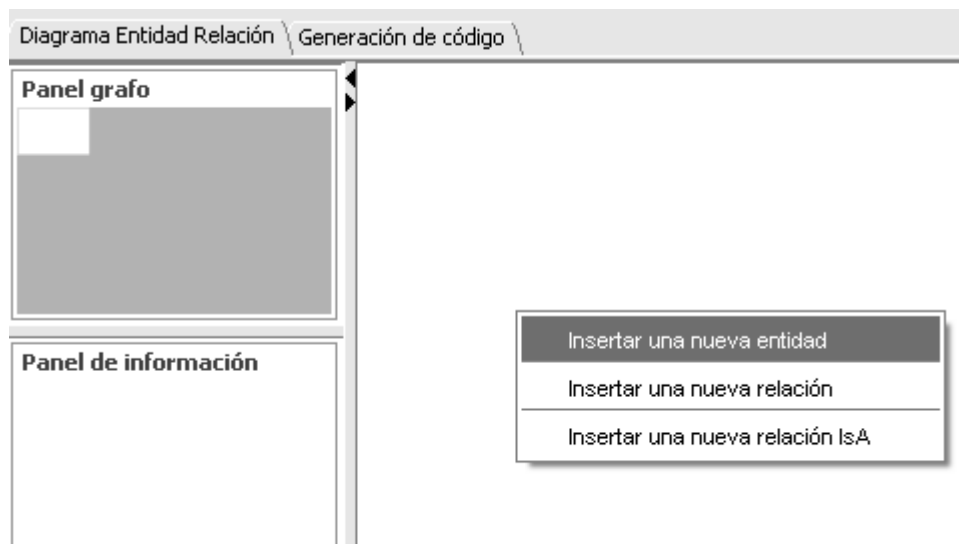 Diagrama Entidad Relación
Generación de código
Panel grafo
Insertar una nueva entidad
Panel de información
Insertar una nueva relación
Insertar una nueva relación IsA